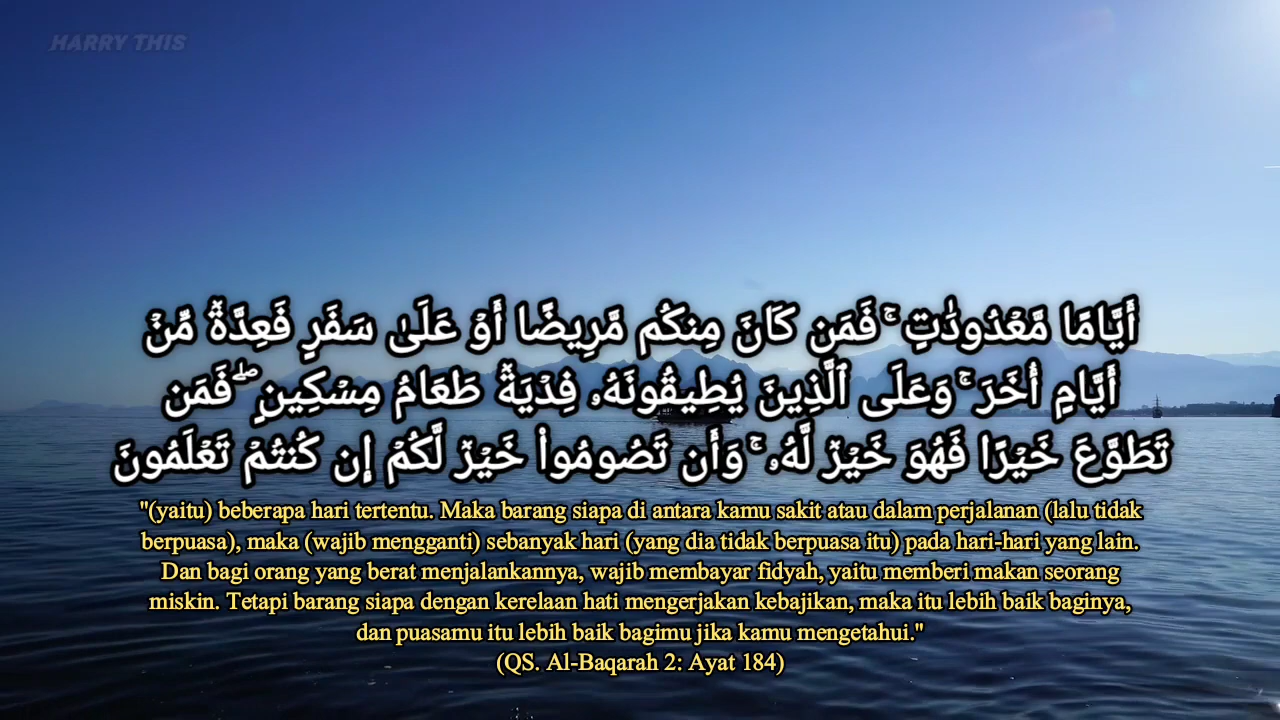 HARRY THIS
أَيَّامًا مَّعْدُودَٰتٍ ۚ فَمَن كَانَ مِنكُم مَّرِيضًا أَوْ عَلَىٰ سَفَرٍ فَعِدَّةٌ مِّنْ
أَيَّامٍ أُخَرَ ۚ وَعَلَى ٱلَّذِينَ يُطِيقُونَهُۥ فِدْيَةٌ طَعَامُ مِسْكِينٍ ۖ فَمَن
تَطَوَّعَ خَيْرًا فَهُوَ خَيْرٌ لَّهُۥ ۚ وَأَن تَصُومُوا۟ خَيْرٌ لَّكُمْ إِن كُنتُمْ تَعْلَمُونَ
"(yaitu) beberapa hari tertentu. Maka barang siapa di antara kamu sakit atau dalam perjalanan (lalu tidak
berpuasa), maka (wajib mengganti) sebanyak hari (yang dia tidak berpuasa itu) pada hari-hari yang lain.
Dan bagi orang yang berat menjalankannya, wajib membayar fidyah, yaitu memberi makan seorang
miskin. Tetapi barang siapa dengan kerelaan hati mengerjakan kebajikan, maka itu lebih baik baginya,
dan puasamu itu lebih baik bagimu jika kamu mengetahui."
(QS. Al-Baqarah 2: Ayat 184)